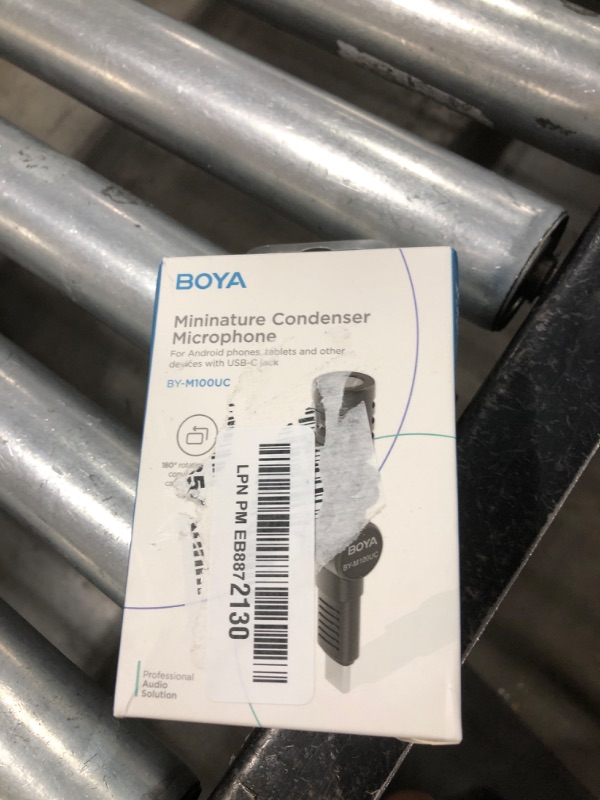 BOYA
Mininature Condenser
Microphone
For Android phones, tablets and other
devices with USB-C jack
BY-M100UC
180°
LPN PM EB8872130
BOYA
BY-M100UC
Professional
Audio
Solution